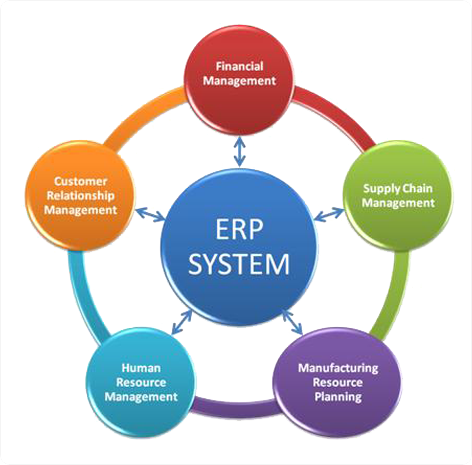 Financial
Management
Customer
Relationship
Management
Supply Chain
Management
ERP
SYSTEM
Human
Resource
Management
Manufacturing
Resource
Planning